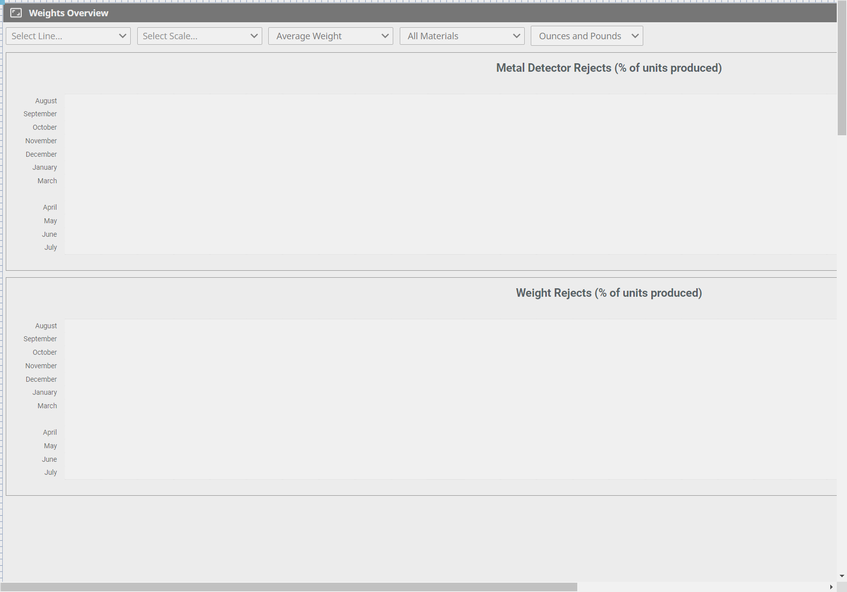 Weights Overview
Select Line...
Select Scale...
Average Weight
All Materials
Ounces and Pounds
Metal Detector Rejects (% of units produced)
August
September
October
November
December
January
March
April
May
June
July
Weight Rejects (% of units produced)
August
September
October
November
December
January
March
April
May
June
July